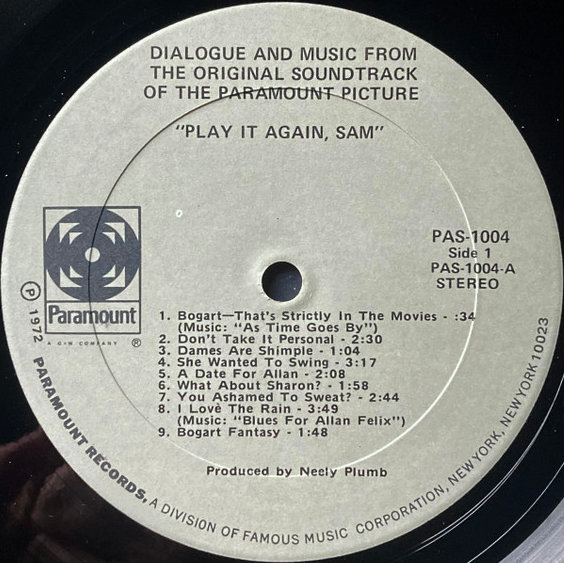 DIALOGUE AND MUSIC FROM
THE ORIGINAL SOUNDTRACK
OF THE PARAMOUNT PICTURE
"PLAY IT AGAIN, SAM"
PAS-1004
Side 1
PAS-1004-A
STEREO
Paramount
A G+W COMPANY ®
℗ 1972
1. Bogart—That's Strictly In The Movies - :34
(Music: "As Time Goes By")
2. Don't Take It Personal - 2:30
3. Dames Are Shimple - 1:04
4. She Wanted To Swing - 3:17
5. A Date For Allan - 2:08
6. What About Sharon? - 1:58
7. You Ashamed To Sweat? - 2:44
8. I Love The Rain - 3:49
(Music: "Blues For Allan Felix")
9. Bogart Fantasy - 1:48
Produced by Neely Plumb
PARAMOUNT RECORDS, A DIVISION OF FAMOUS MUSIC CORPORATION, NEW YORK, NEW YORK 10023